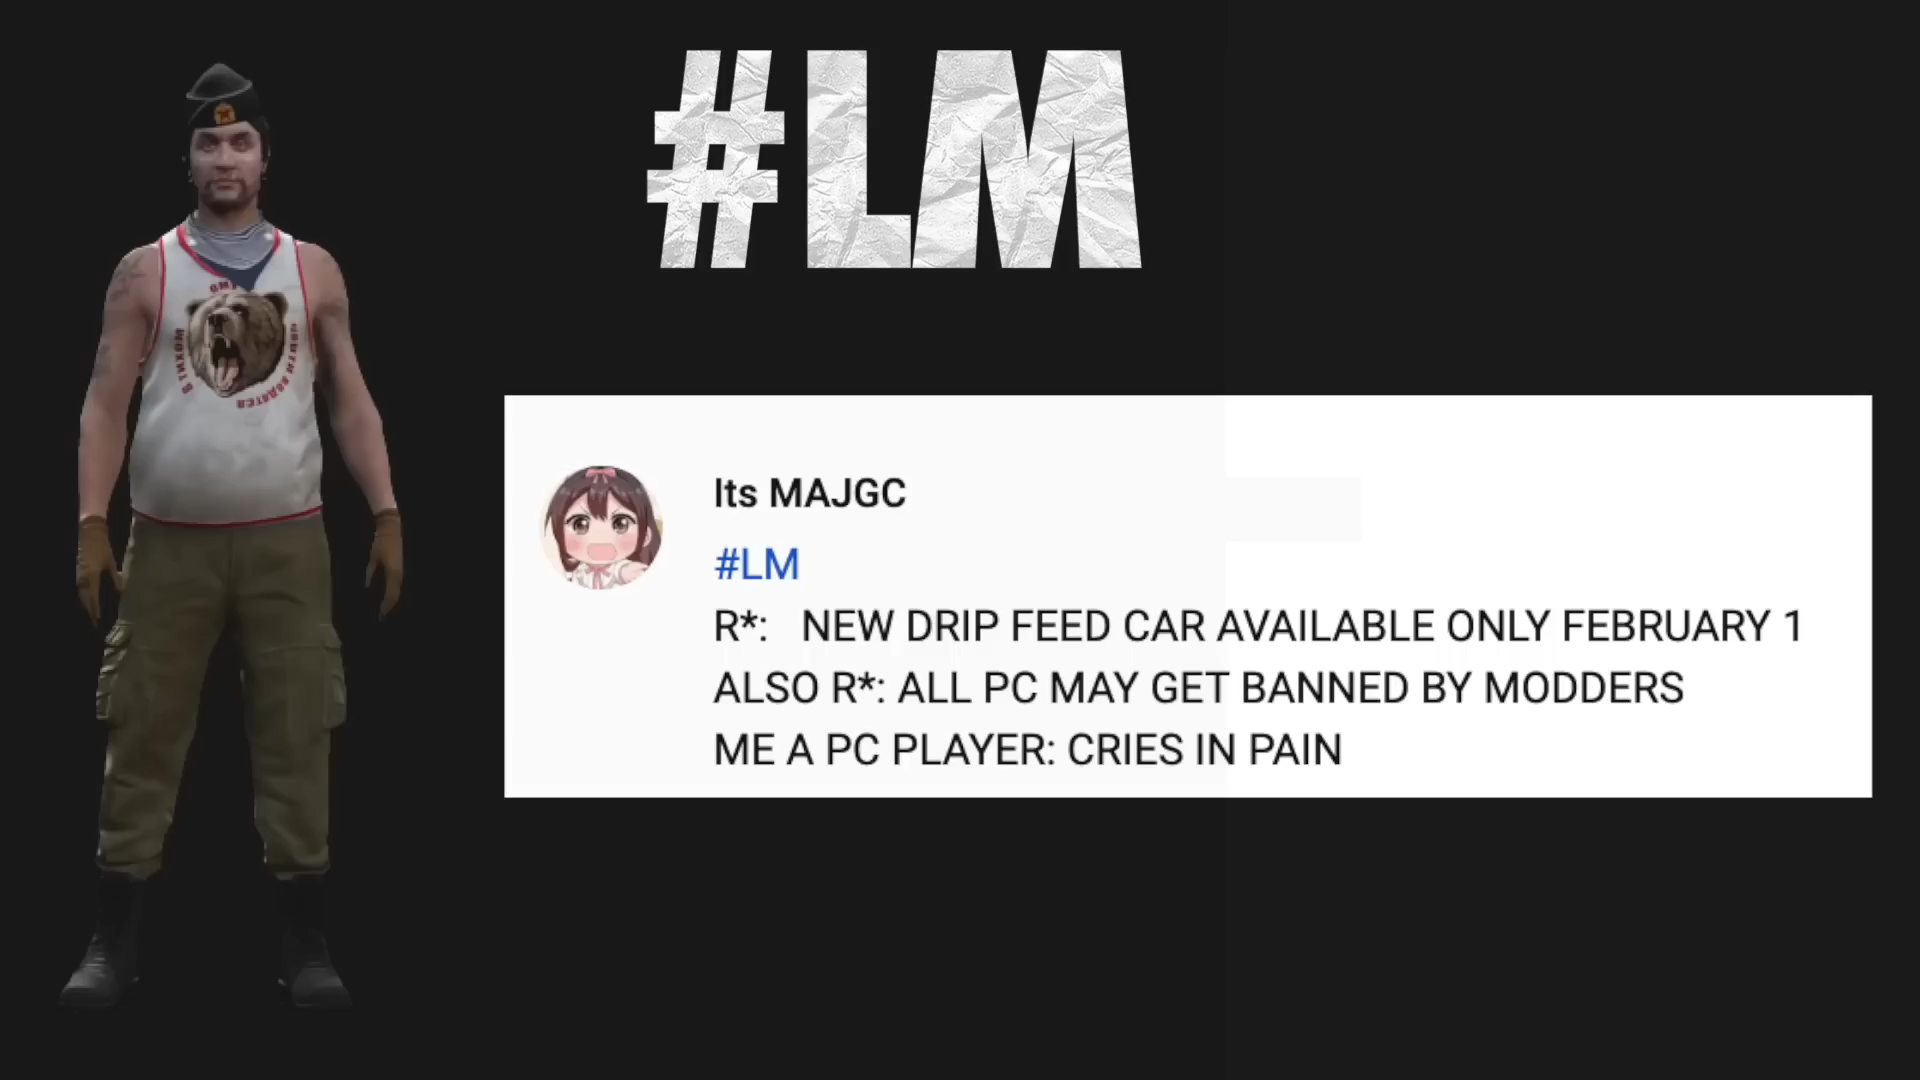 #LM
Its MAJGC
#LM
R*: NEW DRIP FEED CAR AVAILABLE ONLY FEBRUARY 1
ALSO R*: ALL PC MAY GET BANNED BY MODDERS
ME A PC PLAYER: CRIES IN PAIN